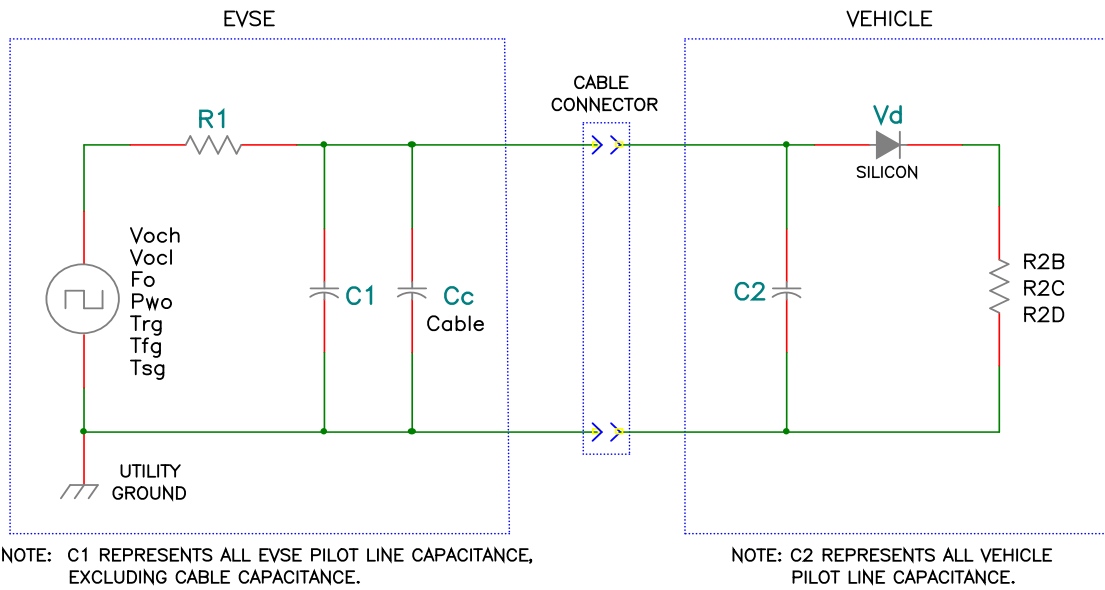 EVSE
VEHICLE
CABLE
CONNECTOR
R1
Vd
SILICON
Voch
Vocl
Fo
Pwo
Trg
Tfg
Tsg
C1
Cc
Cable
C2
R2B
R2C
R2D
UTILITY
GROUND
NOTE: C1 REPRESENTS ALL EVSE PILOT LINE CAPACITANCE,
EXCLUDING CABLE CAPACITANCE.
NOTE: C2 REPRESENTS ALL VEHICLE
PILOT LINE CAPACITANCE.